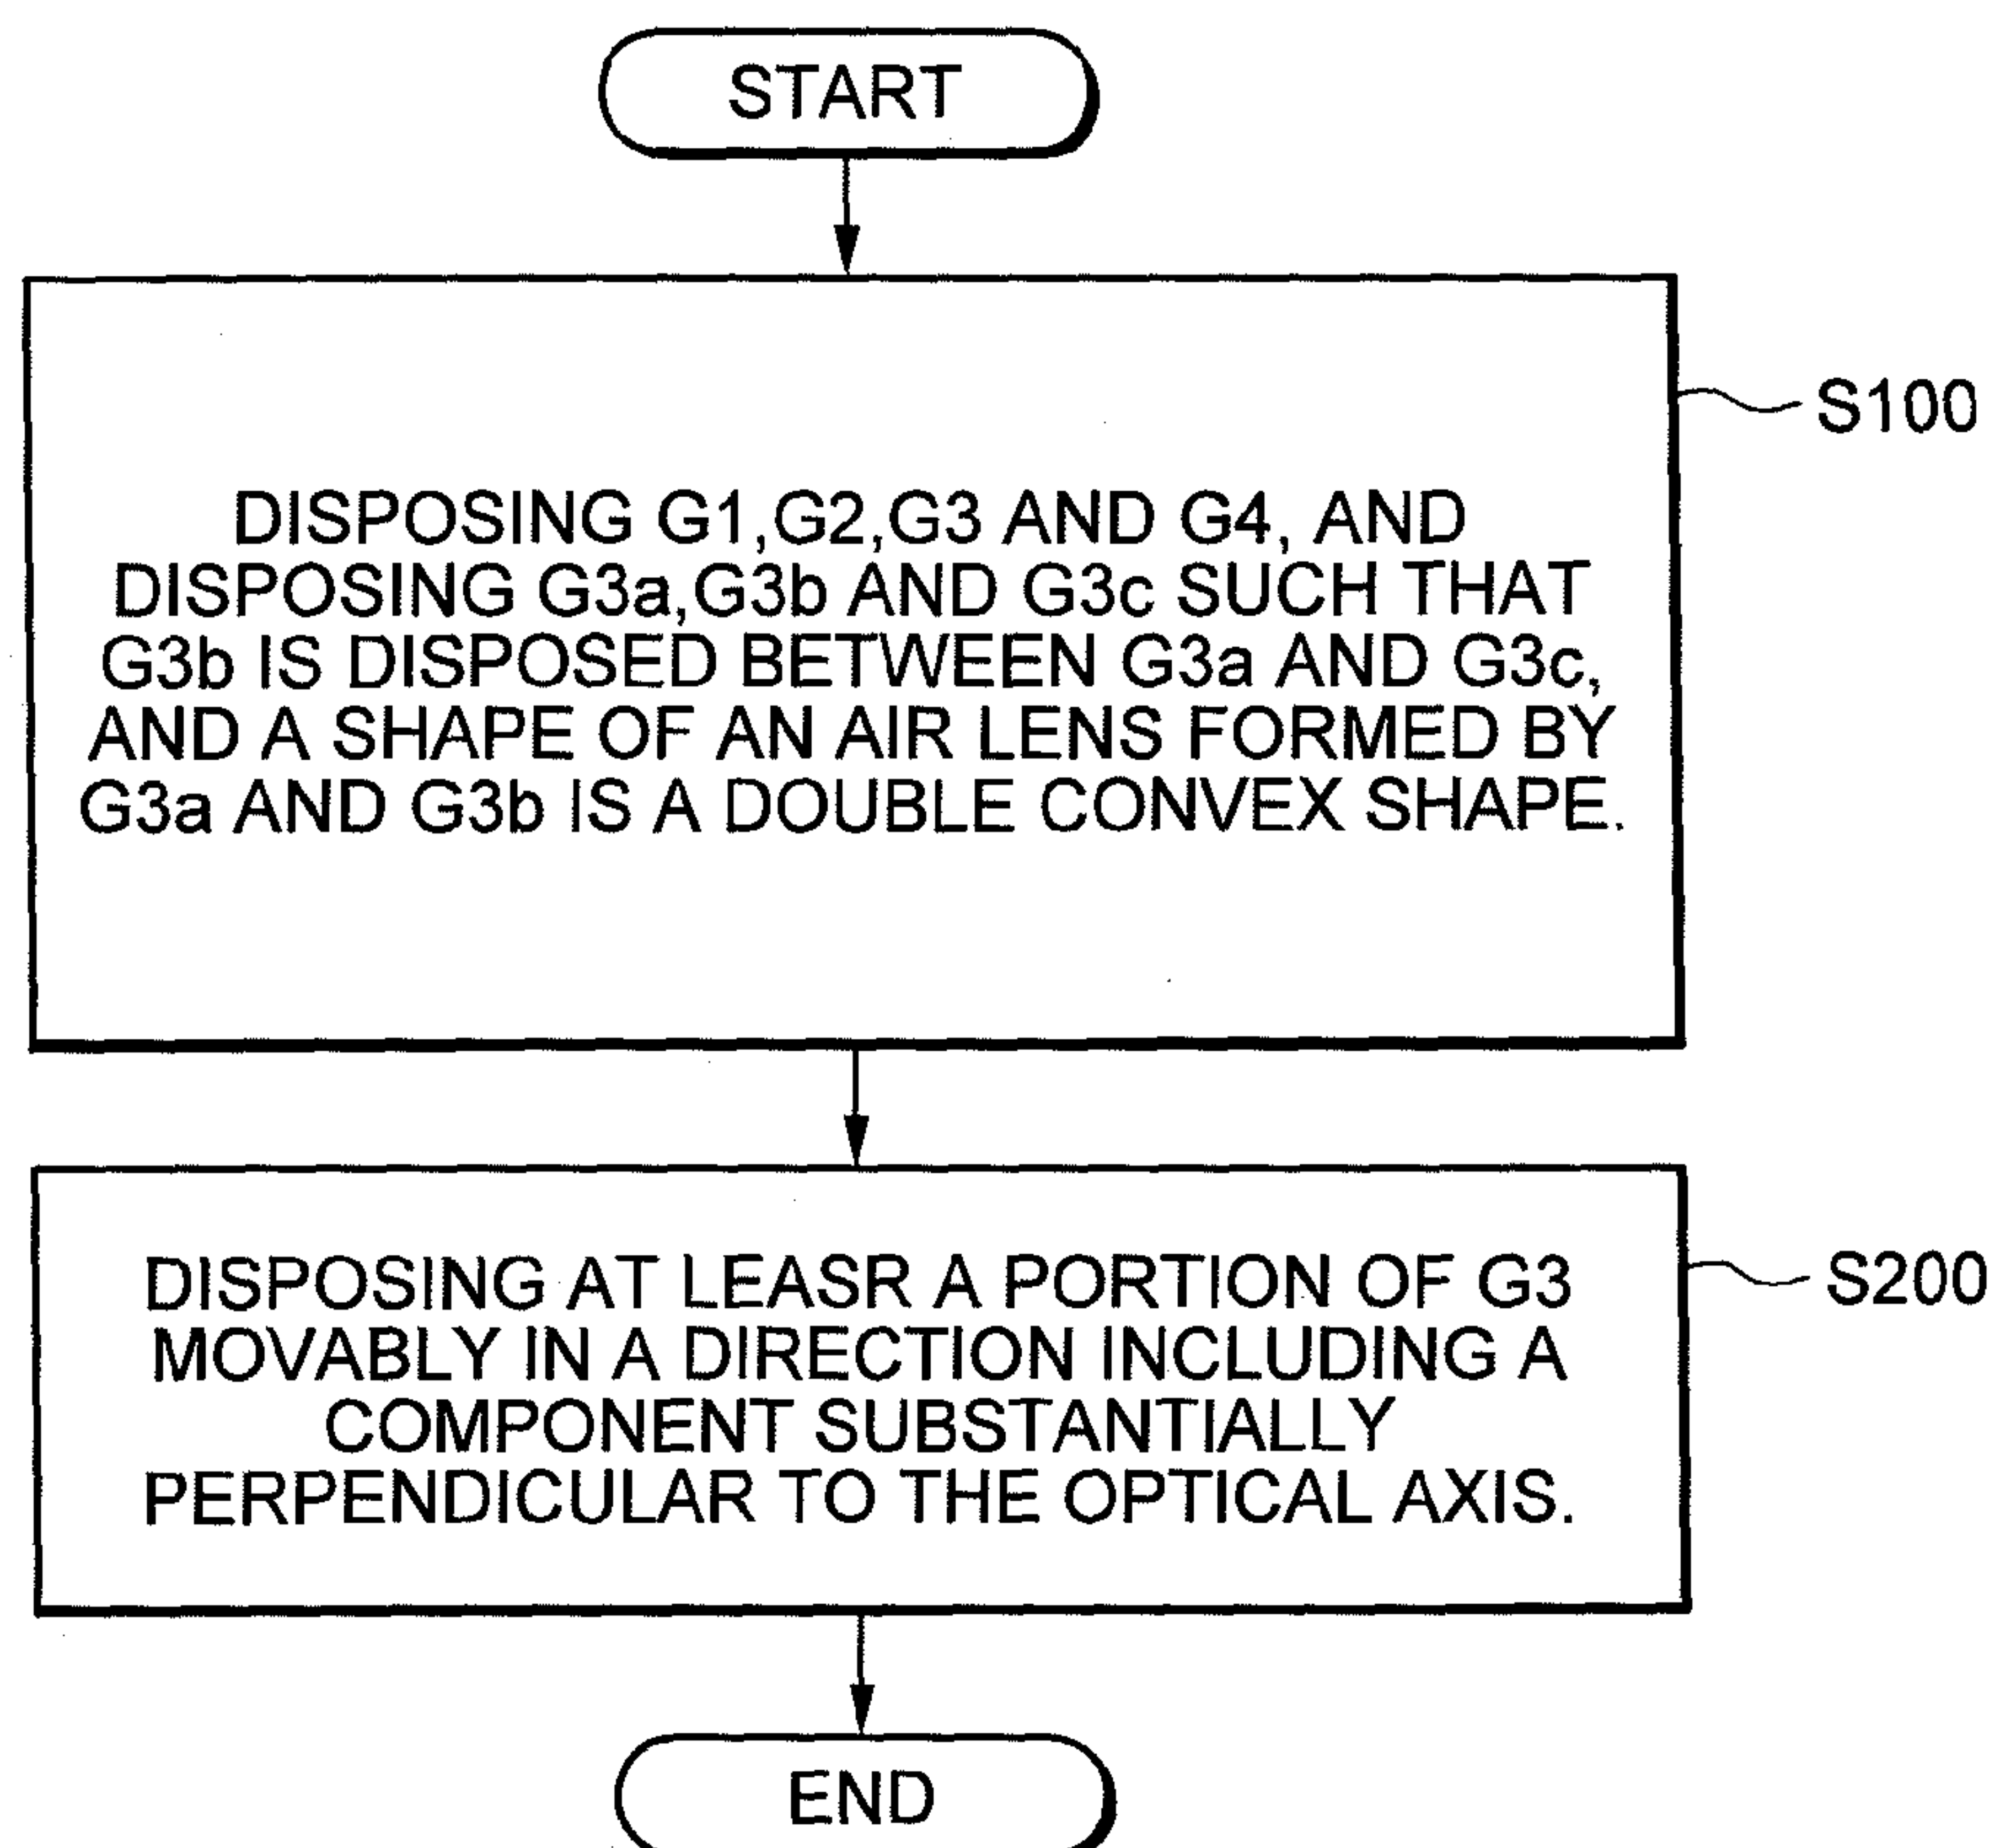 START
DISPOSING G1,G2,G3 AND G4, AND
DISPOSING G3a,G3b AND G3c SUCH THAT
G3b IS DISPOSED BETWEEN G3a AND G3c,
AND A SHAPE OF AN AIR LENS FORMED BY
G3a AND G3b IS A DOUBLE CONVEX SHAPE.
S100
DISPOSING AT LEASR A PORTION OF G3
MOVABLY IN A DIRECTION INCLUDING A
COMPONENT SUBSTANTIALLY
PERPENDICULAR TO THE OPTICAL AXIS.
S200
END